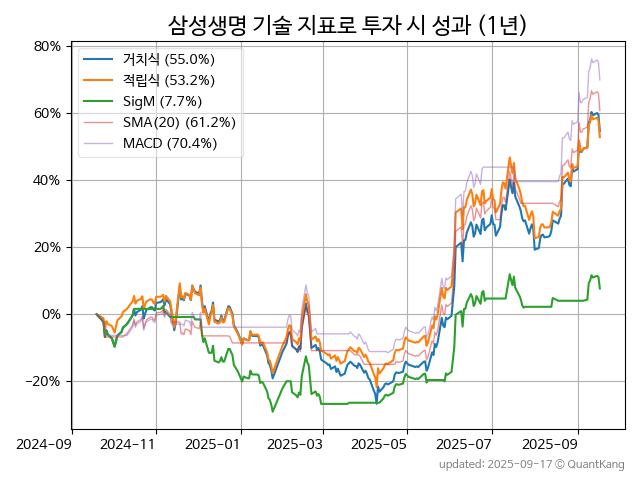 삼성생명 기술 지표로 투자 시 성과 (1년)
80%
60%
40%
20%
0%
−20%
거치식 (55.0%)
적립식 (53.2%)
SigM (7.7%)
SMA(20) (61.2%)
MACD (70.4%)
2024-09
2024-11
2025-01
2025-03
2025-05
2025-07
2025-09
updated: 2025-09-17 © QuantKang